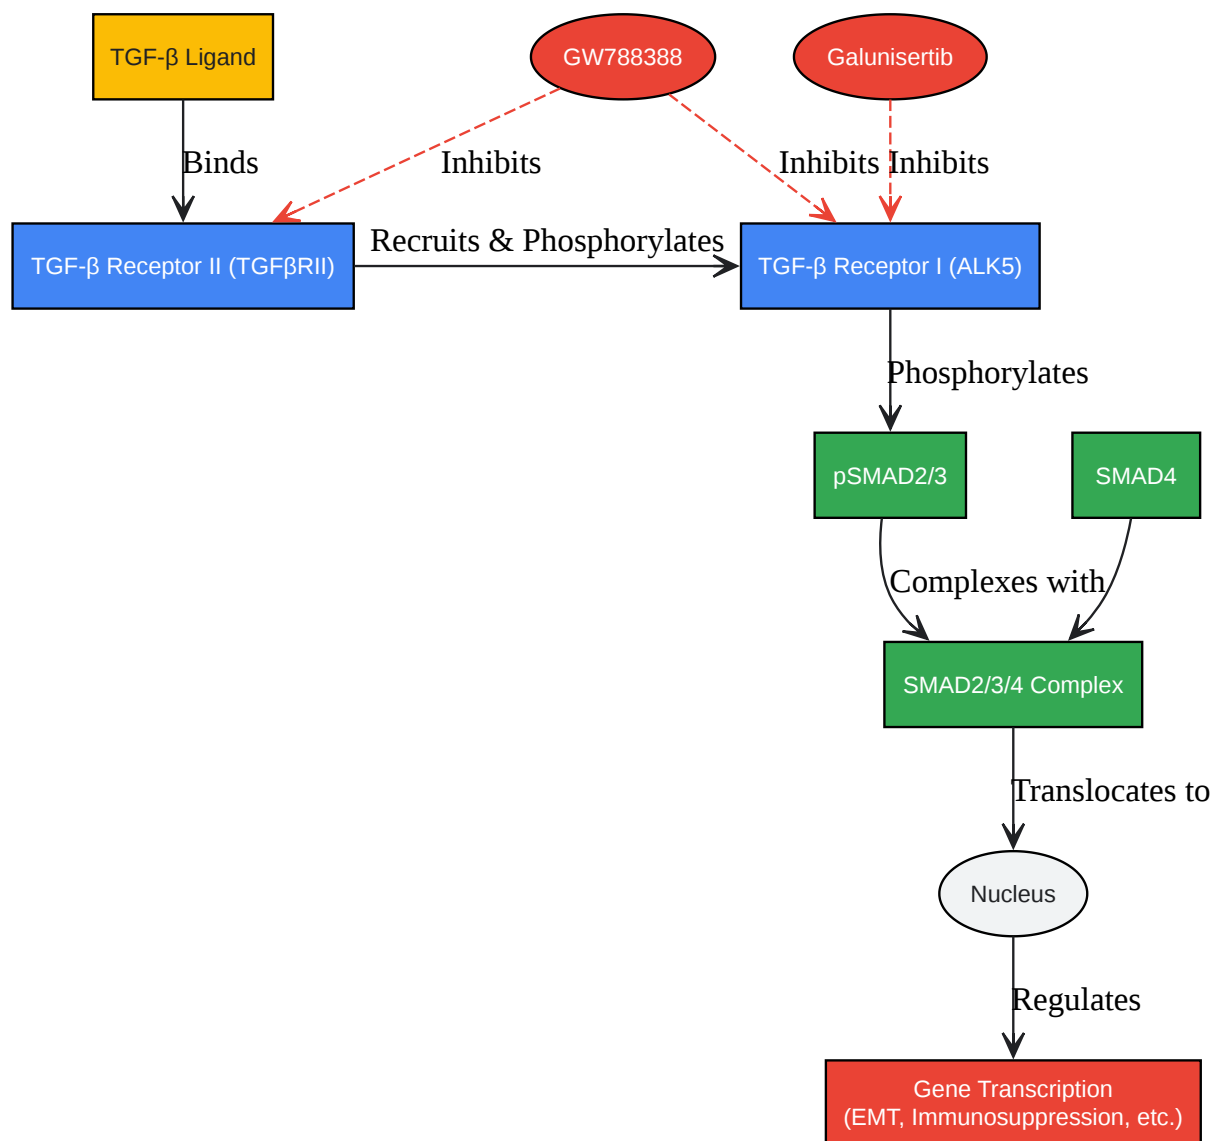 TGF-β Ligand
GW788388
Galunisertib
Binds
Inhibits
Inhibits
Inhibits
TGF-β Receptor II (TGFβRII)
Recruits & Phosphorylates
TGF-β Receptor I (ALK5)
Phosphorylates
pSMAD2/3
SMAD4
Complexes with
SMAD2/3/4 Complex
Translocates to
Nucleus
Regulates
Gene Transcription
(EMT, Immunosuppression, etc.)